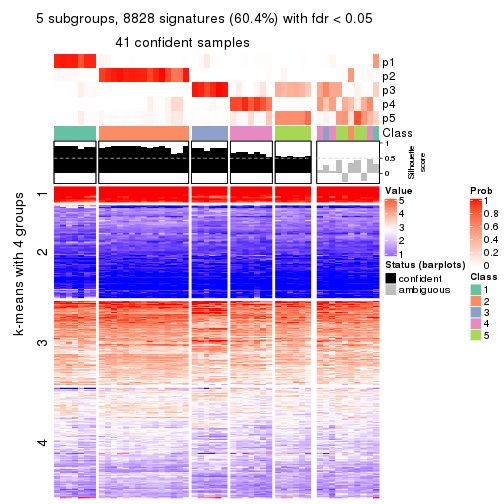 5 subgroups, 8828 signatures (60.4%) with fdr < 0.05
41 confident samples
p1
p2
p3
p4
p5
Class
1
0.5
0
Silhouette
score
k-means with 4 groups
1
2
3
4
Value
5
4
3
2
1
Status (barplots)
confident
ambiguous
Prob
1
0.8
0.6
0.4
0.2
0
Class
1
2
3
4
5